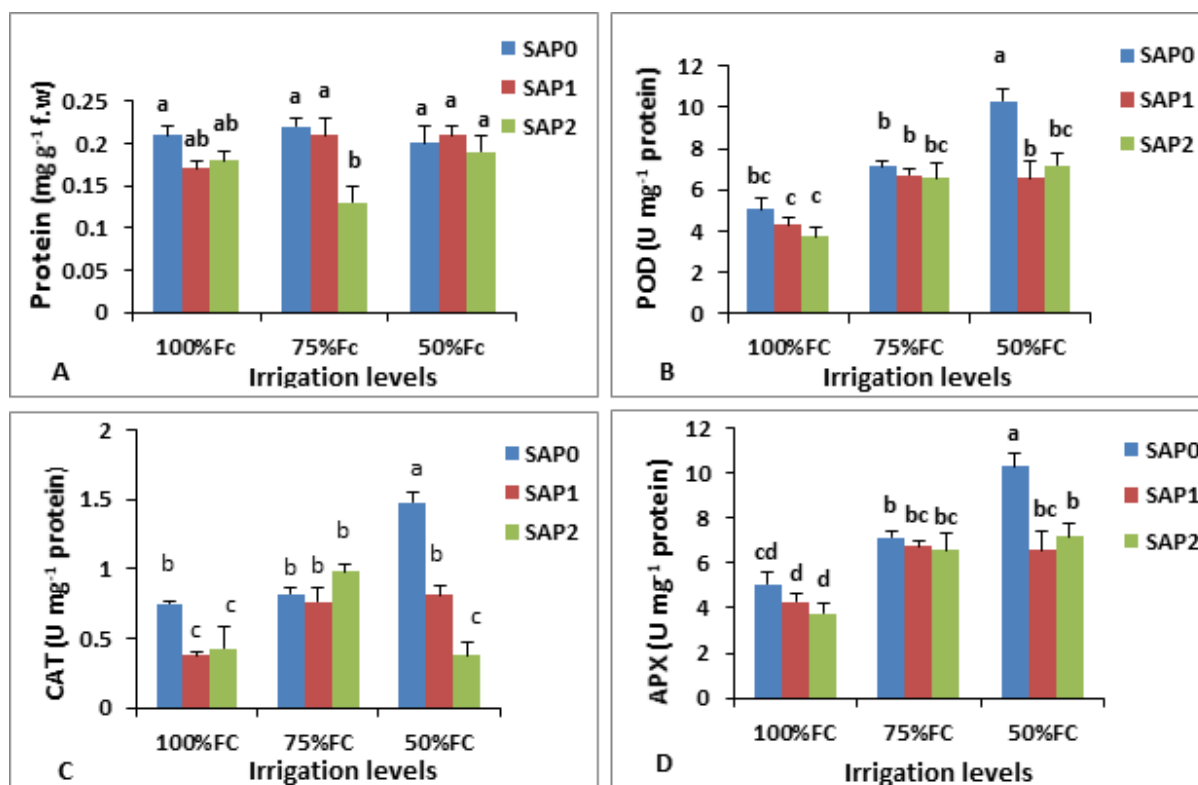 SAP0
SAP1
SAP2
Protein (mg g⁻¹ f.w)
0.25
0.2
0.15
0.1
0.05
0
a ab ab
a a b
a a a
100%Fc 75%Fc 50%Fc
A
Irrigation levels
SAP0
SAP1
SAP2
POD (U mg⁻¹ protein)
12
10
8
6
4
2
0
bc c c
b b bc
a b bc
100%FC 75%FC 50%FC
B
Irrigation levels
SAP0
SAP1
SAP2
CAT (U mg⁻¹ protein)
2
1.5
1
0.5
0
b c c
b b b
a b c
100%FC 75%FC 50%FC
C
Irrigation levels
SAP0
SAP1
SAP2
APX (U mg⁻¹ protein)
12
10
8
6
4
2
0
cd d d
b bc bc
a bc b
100%FC 75%FC 50%FC
D
Irrigation levels